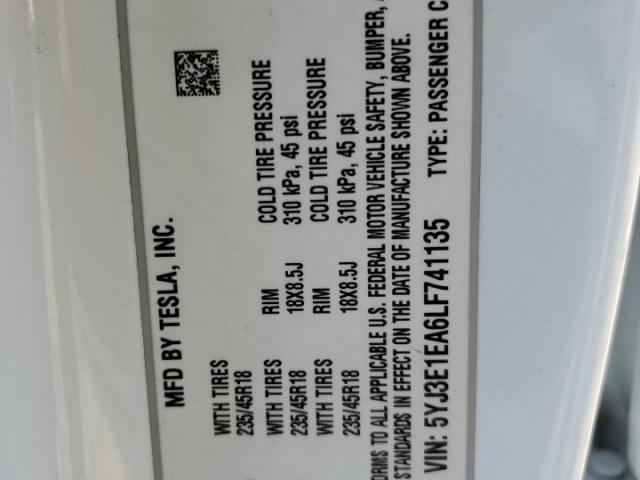 MFD BY TESLA, INC.
WITH TIRES RIM COLD TIRE PRESSURE
235/45R18 18X8.5J 310 kPa, 45 psi
WITH TIRES RIM COLD TIRE PRESSURE
235/45R18 18X8.5J 310 kPa, 45 psi
WITH TIRES
235/45R18
ORMS TO ALL APPLICABLE U.S. FEDERAL MOTOR VEHICLE SAFETY, BUMPER, A
STANDARDS IN EFFECT ON THE DATE OF MANUFACTURE SHOWN ABOVE.
VIN: 5YJ3E1EA6LF741135 TYPE: PASSENGER C